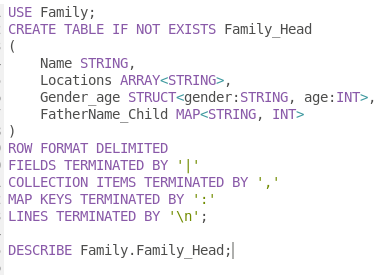 USE Family;
CREATE TABLE IF NOT EXISTS Family_Head
(
    Name STRING,
    Locations ARRAY<STRING>,
    Gender_age STRUCT<gender:STRING, age:INT>,
    FatherName_Child MAP<STRING, INT>
)
ROW FORMAT DELIMITED
FIELDS TERMINATED BY '|'
COLLECTION ITEMS TERMINATED BY ','
MAP KEYS TERMINATED BY ':'
LINES TERMINATED BY '\n';

DESCRIBE Family.Family_Head;